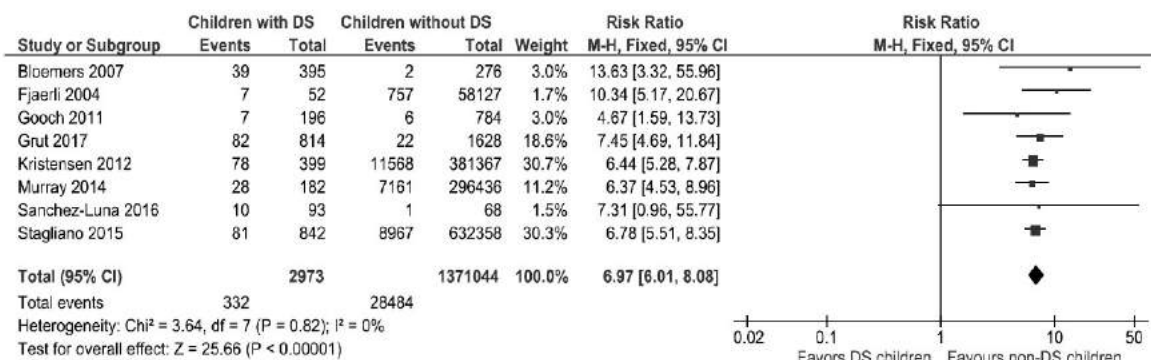 Children with DS Children without DS Risk Ratio Risk Ratio
Study or Subgroup Events Total Events Total Weight M-H, Fixed, 95% CI M-H, Fixed, 95% CI
Bloemers 2007 39 395 2 276 3.0% 13.63 [3.32, 55.96]
Fjaerli 2004 7 52 757 58127 1.7% 10.34 [5.17, 20.67]
Gooch 2011 7 196 6 784 3.0% 4.67 [1.59, 13.73]
Grut 2017 82 814 22 1628 18.6% 7.45 [4.69, 11.84]
Kristensen 2012 78 399 11568 381367 30.7% 6.44 [5.28, 7.87]
Murray 2014 28 182 7161 296436 11.2% 6.37 [4.53, 8.96]
Sanchez-Luna 2016 10 93 1 68 1.5% 7.31 [0.96, 55.77]
Stagliano 2015 81 842 8967 632358 30.3% 6.78 [5.51, 8.35]
Total (95% CI) 2973 1371044 100.0% 6.97 [6.01, 8.08]
Total events 332 28484
Heterogeneity: Chi² = 3.64, df = 7 (P = 0.82); I² = 0%
Test for overall effect: Z = 25.66 (P < 0.00001)
0.02 0.1 1 10 50
Favors DS children Favours non-DS children